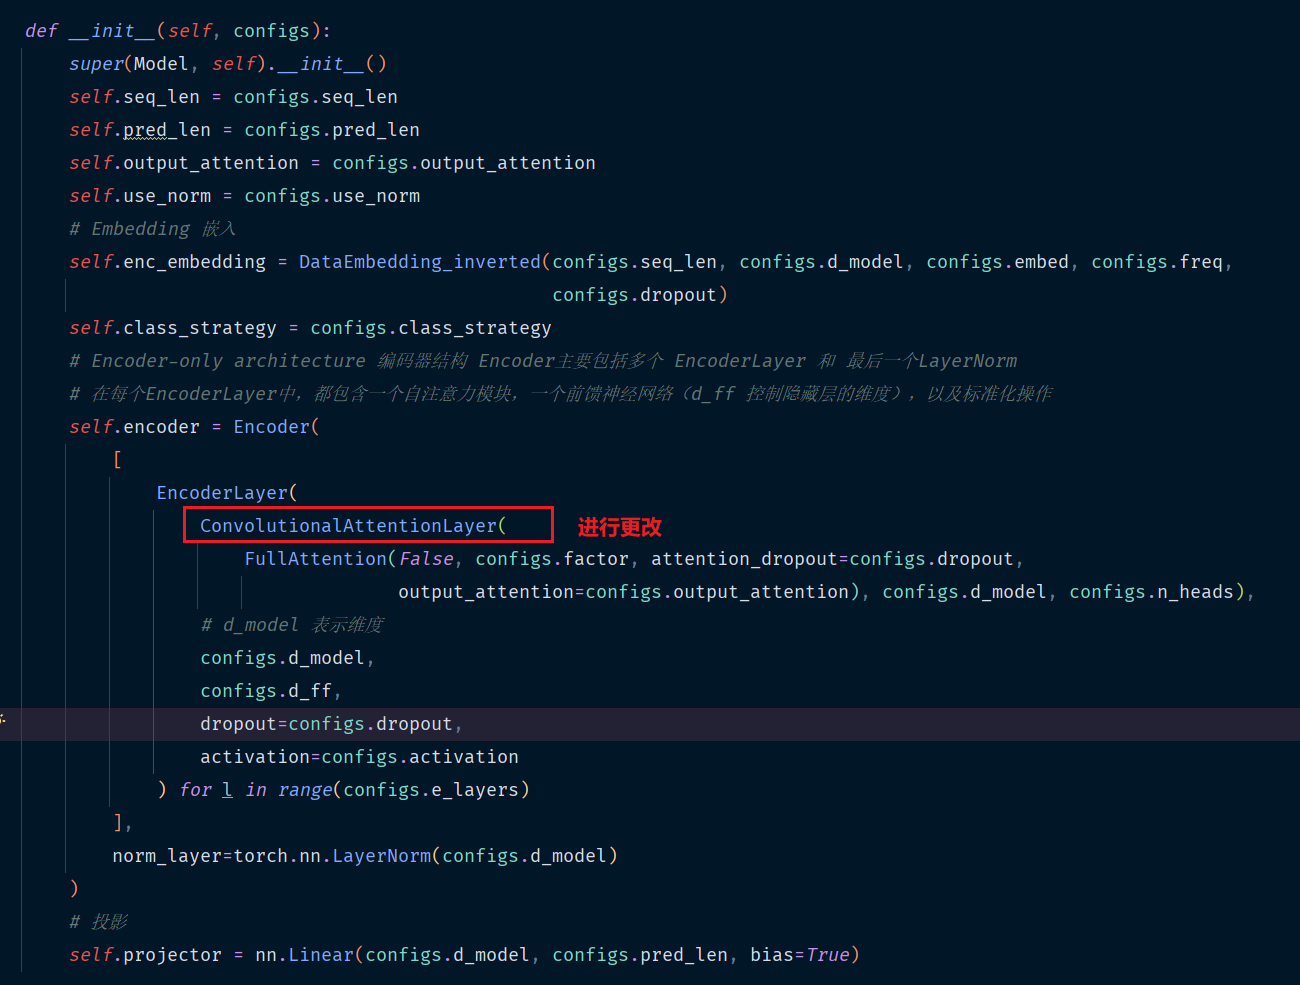 def __init__(self, configs):
super(Model, self).__init__()
self.seq_len = configs.seq_len
self.pred_len = configs.pred_len
self.output_attention = configs.output_attention
self.use_norm = configs.use_norm
# Embedding 嵌入
self.enc_embedding = DataEmbedding_inverted(configs.seq_len, configs.d_model, configs.embed, configs.freq,
configs.dropout)
self.class_strategy = configs.class_strategy
# Encoder-only architecture 编码器结构 Encoder主要包括多个 EncoderLayer 和 最后一个LayerNorm
# 在每个EncoderLayer中，都包含一个自注意力模块，一个前馈神经网络（d_ff 控制隐藏层的维度），以及标准化操作
self.encoder = Encoder(
[
EncoderLayer(
ConvolutionalAttentionLayer( 进行更改
FullAttention(False, configs.factor, attention_dropout=configs.dropout,
output_attention=configs.output_attention), configs.d_model, configs.n_heads),
# d_model 表示维度
configs.d_model,
configs.d_ff,
dropout=configs.dropout,
activation=configs.activation
) for l in range(configs.e_layers)
],
norm_layer=torch.nn.LayerNorm(configs.d_model)
)
# 投影
self.projector = nn.Linear(configs.d_model, configs.pred_len, bias=True)